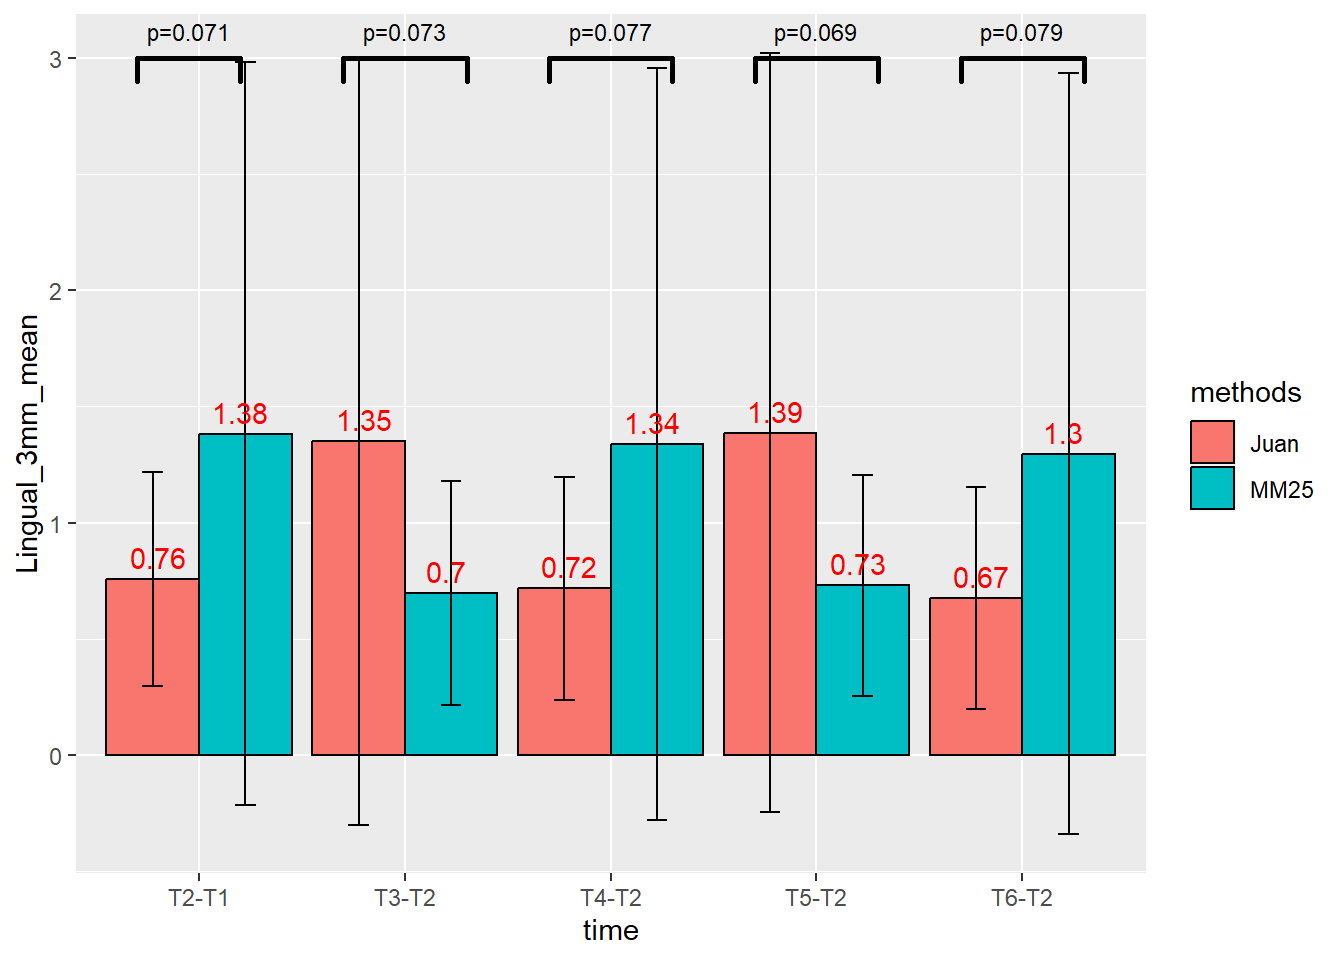 p=0.071 p=0.073 p=0.077 p=0.069 p=0.079
3
2
1
0
Lingual_3mm_mean
0.76 1.38 1.35 0.7 0.72 1.34 1.39 0.73 0.67 1.3
T2-T1 T3-T2 T4-T2 T5-T2 T6-T2
time
methods
Juan
MM25